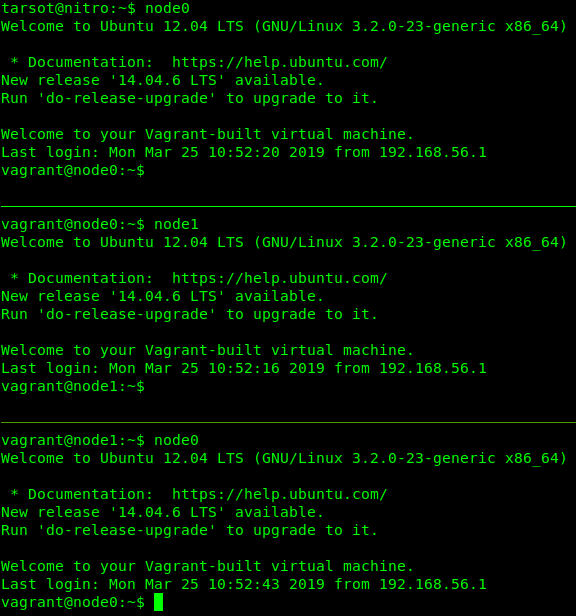 tarsot@nitro:~$ node0
Welcome to Ubuntu 12.04 LTS (GNU/Linux 3.2.0-23-generic x86_64)
 * Documentation:  https://help.ubuntu.com/
New release '14.04.6 LTS' available.
Run 'do-release-upgrade' to upgrade to it.
Welcome to your Vagrant-built virtual machine.
Last login: Mon Mar 25 10:52:20 2019 from 192.168.56.1
vagrant@node0:~$
vagrant@node0:~$ node1
Welcome to Ubuntu 12.04 LTS (GNU/Linux 3.2.0-23-generic x86_64)
 * Documentation:  https://help.ubuntu.com/
New release '14.04.6 LTS' available.
Run 'do-release-upgrade' to upgrade to it.
Welcome to your Vagrant-built virtual machine.
Last login: Mon Mar 25 10:52:16 2019 from 192.168.56.1
vagrant@node1:~$
vagrant@node1:~$ node0
Welcome to Ubuntu 12.04 LTS (GNU/Linux 3.2.0-23-generic x86_64)
 * Documentation:  https://help.ubuntu.com/
New release '14.04.6 LTS' available.
Run 'do-release-upgrade' to upgrade to it.
Welcome to your Vagrant-built virtual machine.
Last login: Mon Mar 25 10:52:43 2019 from 192.168.56.1
vagrant@node0:~$